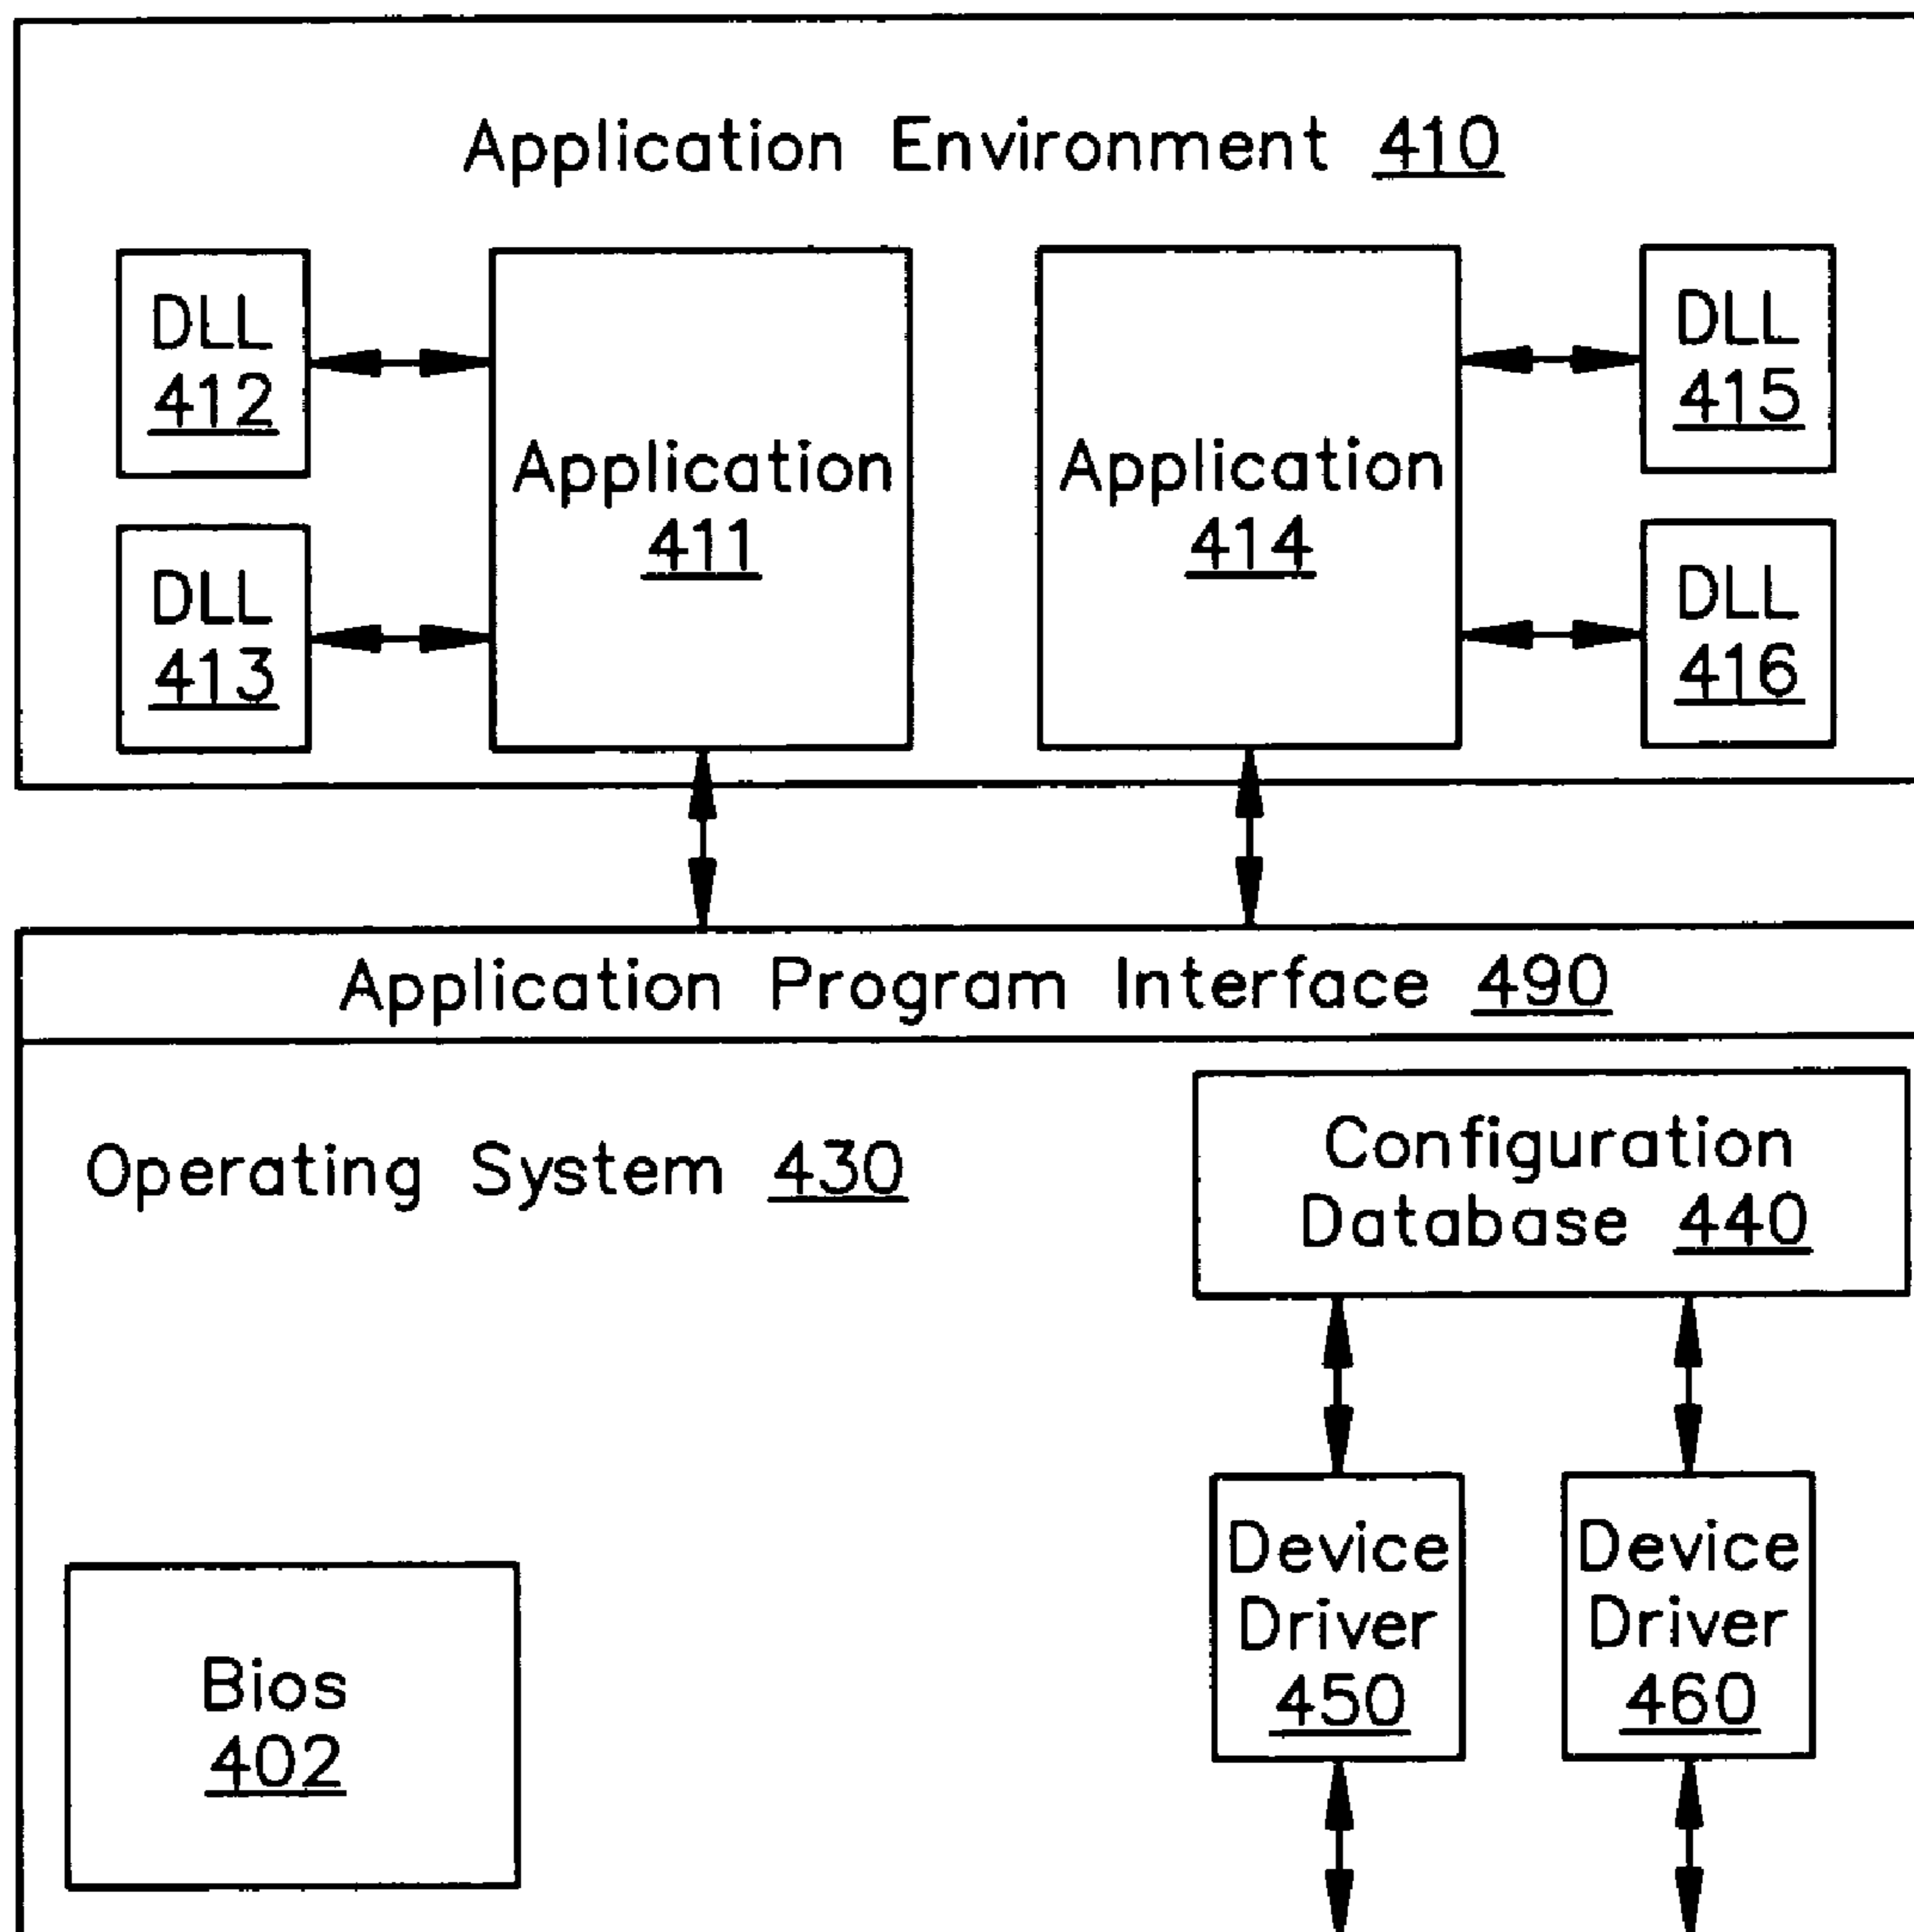 Application Environment 410
DLL
412
DLL
413
Application
411
Application
414
DLL
415
DLL
416
Application Program Interface 490
Operating System 430
Configuration
Database 440
Device
Driver
450
Device
Driver
460
Bios
402